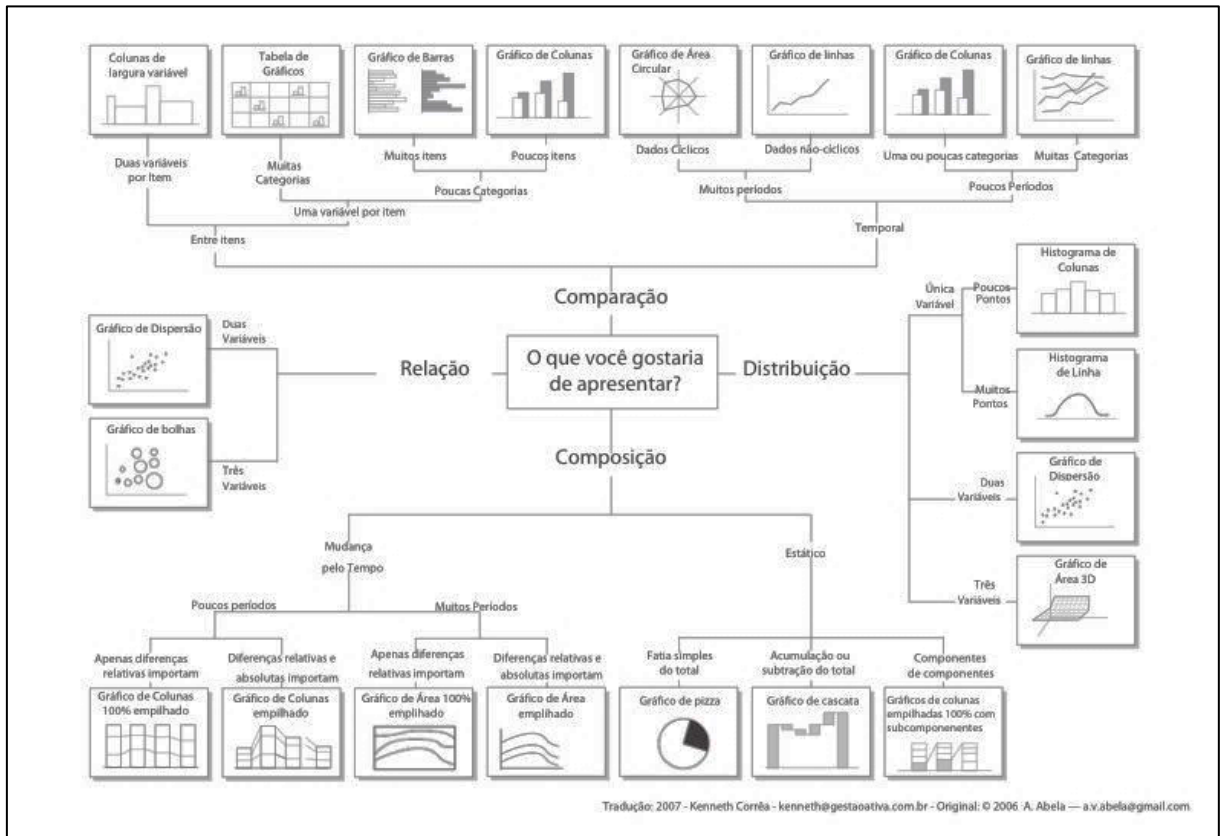 Colunas de
largura variável
Tabela de
Gráficos
Gráfico de Barras
Gráfico de Colunas
Gráfico de Área
Circular
Gráfico de linhas
Gráfico de Colunas
Gráfico de linhas
Duas variáveis
por Item
Muitas
Categorias
Muitos itens
Poucos itens
Dados Cíclicos
Dados não-cíclicos
Uma ou poucas categorias
Muitas Categorias
Poucas Categorias
Muitos períodos
Poucos Períodos
Uma variável por item
Temporal
Entre itens
Comparação
O que você gostaria
de apresentar?
Relação
Duas
Variáveis
Gráfico de Dispersão
Três
Variáveis
Gráfico de bolhas
Distribuição
Única
Variável
Poucos
Pontos
Histograma de
Colunas
Muitos
Pontos
Histograma
de Linha
Duas
Variáveis
Gráfico de
Dispersão
Três
Variáveis
Gráfico de
Área 3D
Composição
Mudança
pelo Tempo
Estático
Poucos períodos
Muitos Períodos
Apenas diferenças
relativas importam
Diferenças relativas e
absolutas importam
Apenas diferenças
relativas importam
Diferenças relativas e
absolutas importam
Fatia simples
do total
Acumulação ou
subtração do total
Componentes
de componentes
Gráfico de Colunas
100% empilhado
Gráfico de Colunas
empilhado
Gráfico de Área 100%
emplihado
Gráfico de Área
emplihado
Gráfico de pizza
Gráfico de cascata
Gráficos de colunas
empilhadas 100% com
subcomponenentes
Tradução: 2007 - Kenneth Corrêa - kenneth@gestaoativa.com.br - Original: © 2006 A. Abela — a.v.abela@gmail.com